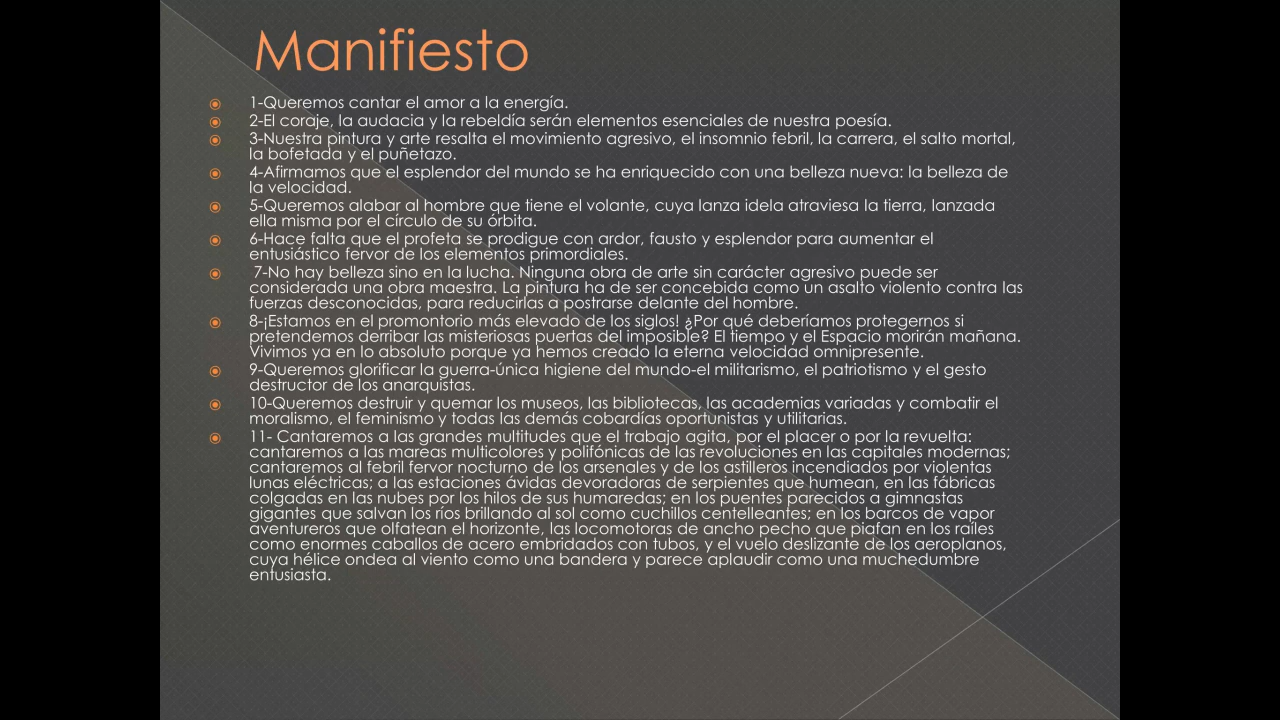 Manifiesto
1-Queremos cantar el amor a la energía.
2-El coraje, la audacia y la rebeldía serán elementos esenciales de nuestra poesía.
3-Nuestra pintura y arte resalta el movimiento agresivo, el insomnio febril, la carrera, el salto mortal,
la bofetada y el puñetazo.
4-Afirmamos que el esplendor del mundo se ha enriquecido con una belleza nueva: la belleza de
la velocidad.
5-Queremos alabar al hombre que tiene el volante, cuya lanza idela atraviesa la tierra, lanzada
ella misma por el círculo de su órbita.
6-Hace falta que el profeta se prodigue con ardor, fausto y esplendor para aumentar el
entusiástico fervor de los elementos primordiales.
7-No hay belleza sino en la lucha. Ninguna obra de arte sin carácter agresivo puede ser
considerada una obra maestra. La pintura ha de ser concebida como un asalto violento contra las
fuerzas desconocidas, para reducirlas a postrarse delante del hombre.
8-¡Estamos en el promontorio más elevado de los siglos! ¿Por qué deberíamos protegernos si
pretendemos derribar las misteriosas puertas del imposible? El tiempo y el Espacio morirán mañana.
Vivimos ya en lo absoluto porque ya hemos creado la eterna velocidad omnipresente.
9-Queremos glorificar la guerra-única higiene del mundo-el militarismo, el patriotismo y el gesto
destructor de los anarquistas.
10-Queremos destruir y quemar los museos, las bibliotecas, las academias variadas y combatir el
moralismo, el feminismo y todas las demás cobardías oportunistas y utilitarias.
11- Cantaremos a las grandes multitudes que el trabajo agita, por el placer o por la revuelta:
cantaremos a las mareas multicolores y polifónicas de las revoluciones en las capitales modernas;
cantaremos al febril fervor nocturno de los arsenales y de los astilleros incendiados por violentas
lunas eléctricas; a las estaciones ávidas devoradoras de serpientes que humean, en las fábricas
colgadas en las nubes por los hilos de sus humaredas; en los puentes parecidos a gimnastas
gigantes que salvan los ríos brillando al sol como cuchillos centelleantes; en los barcos de vapor
aventureros que olfatean el horizonte, las locomotoras de ancho pecho que piafan en los raíles
como enormes caballos de acero embridados con tubos, y el vuelo deslizante de los aeroplanos,
cuya hélice ondea al viento como una bandera y parece aplaudir como una muchedumbre
entusiasta.